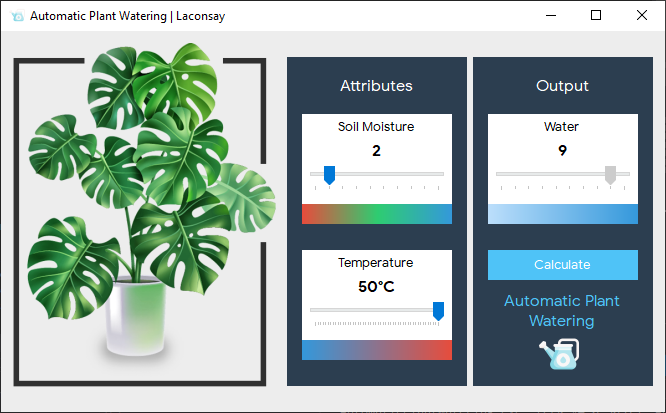 Automatic Plant Watering | Laconsay
Attributes
Soil Moisture
2
Temperature
50°C
Output
Water
9
Calculate
Automatic Plant
Watering